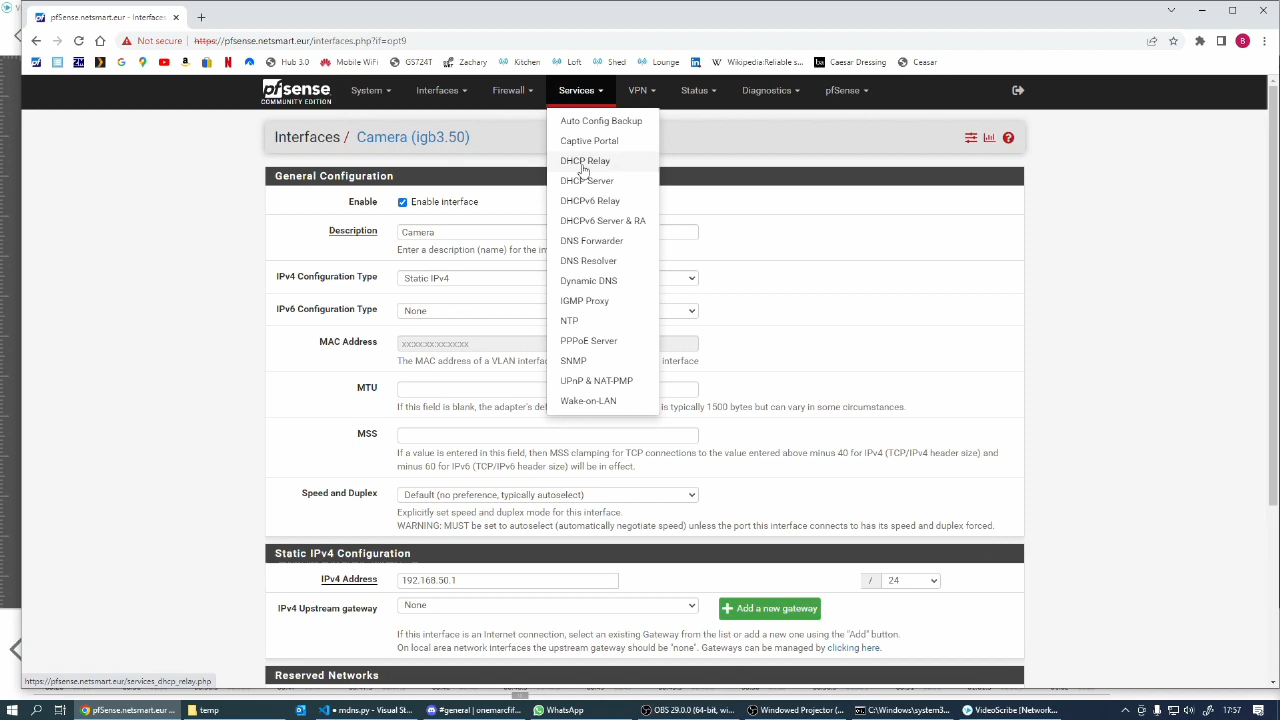 pfSense.netsmart.eur - Interfaces
Not secure
https://pfsense.netsmart.eur/interfaces.php?if=opt9
B
Hub 3.0
Mobile WiFi
GS724T
Zachary
Kitchen
Loft
Shed
Lounge
Wikipedia:Reliable s...
Caesar Dressing
Caesar
pfsense
COMMUNITY EDITION
System
Interfaces
Firewall
Services
VPN
Status
Diagnostics
pfSense
Auto Config Backup
Captive Portal
DHCP Relay
DHCP Server
DHCPv6 Relay
DHCPv6 Server & RA
DNS Forwarder
DNS Resolver
Dynamic DNS
IGMP Proxy
NTP
PPPoE Server
SNMP
UPnP & NAT-PMP
Wake-on-LAN
Interfaces / Camera (igb3.50)
General Configuration
Enable
Enable interface
Description
Camera
Enter a description (name) for the in
IPv4 Configuration Type
Static IPv4
IPv6 Configuration Type
None
MAC Address
xx:xx:xx:xx:xx:xx
The MAC address of a VLAN interfac
interface
MTU
If this field is blank, the adapter's
is typically 1500 bytes but can vary in some circumstances.
MSS
If a value is entered in this field, then MSS clamping for TCP connections to the value entered above minus 40 for IPv4 (TCP/IPv4 header size) and
minus 60 for IPv6 (TCP/IPv6 header size) will be in effect.
Speed and Duplex
Default (no preference, typically autoselect)
Explicitly set speed and duplex mode for this interface.
WARNING: MUST be set to autoselect (automatically negotiate speed) unless the port this interface connects to has its speed and duplex forced.
Static IPv4 Configuration
IPv4 Address
192.168.50.1
24
IPv4 Upstream gateway
None
Add a new gateway
If this interface is an Internet connection, select an existing Gateway from the list or add a new one using the "Add" button.
On local area network interfaces the upstream gateway should be "none". Gateways can be managed by clicking here.
Reserved Networks
https://pfsense.netsmart.eur/services_dhcp_relay.php
pfSense.netsmart.eur ...
temp
mdns.py - Visual St...
#general | omarcfif...
WhatsApp
OBS 29.0.0 (64-bit, wi...
Windowed Projector (...
C:\Windows\system3...
VideoScribe [Network...
17:57